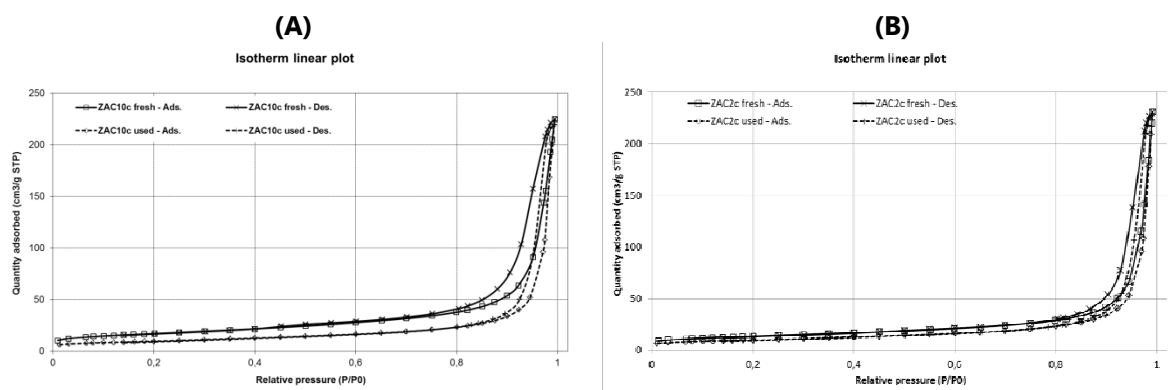 (A)
Isotherm linear plot
Quantity adsorbed (cm3/g STP)
250
200
150
100
50
0
ZAC10c fresh - Ads.
ZAC10c fresh - Des.
ZAC10c used - Ads.
ZAC10c used - Des.
0
0,2
0,4
0,6
0,8
1
Relative pressure (P/P0)
(B)
Isotherm linear plot
Quantity adsorbed (cm3/g STP)
250
200
150
100
50
0
ZAC2c fresh - Ads.
ZAC2c fresh - Des.
ZAC2c used - Ads.
ZAC2c used - Des.
0
0,2
0,4
0,6
0,8
1
Relative pressure (P/P0)